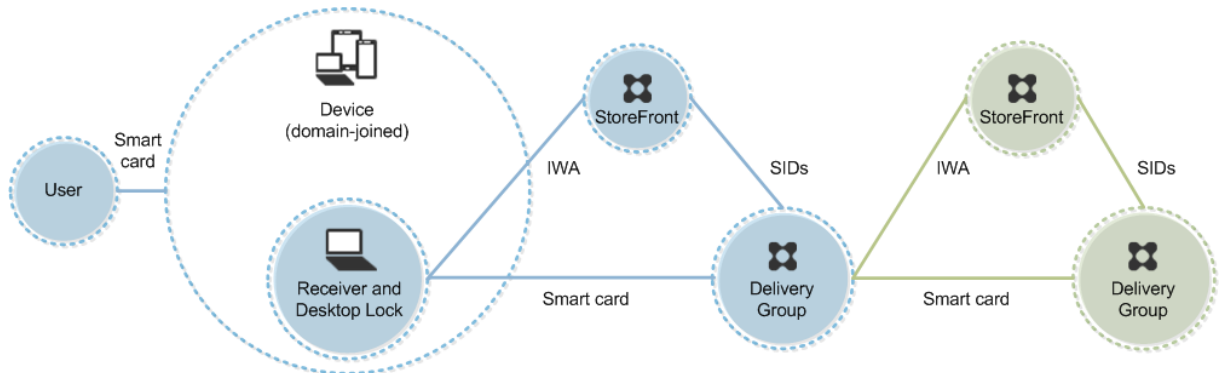 User
Smart
card
Device
(domain-joined)
Receiver and
Desktop Lock
IWA
StoreFront
SIDs
Smart card
Delivery
Group
IWA
StoreFront
SIDs
Smart card
Delivery
Group